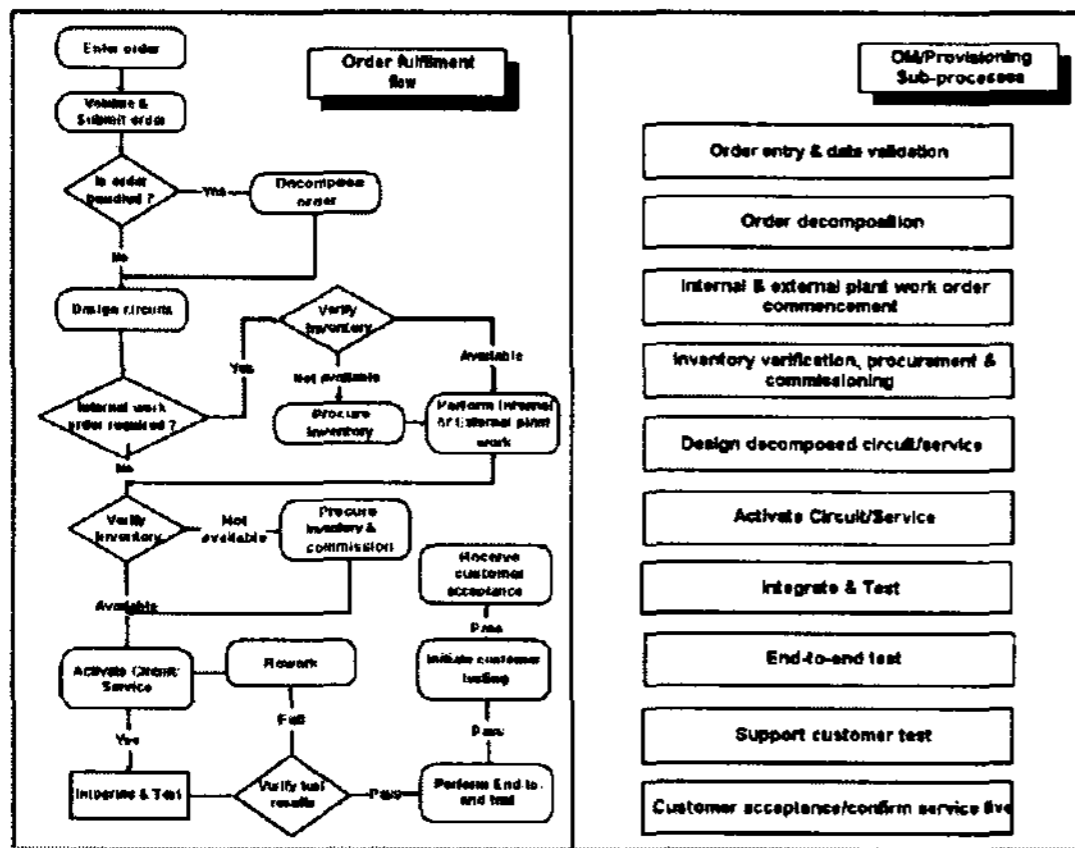 Enter order
Order fulfilment
flow
Validate &
Submit order
Is order
bundled ?
Yes
Decompose
order
No
Design circuits
Verify
Inventory
Yes
Available
Not available
Internal work
order required ?
Procure
Inventory
Perform Internal
or External plant
work
No
Verify
Inventory
Not
available
Procure
Inventory &
commission
Receive
customer
acceptance
Available
Pass
Activate Circuit/
Service
Rework
Initiate customer
testing
Yes
Fail
Pass
Integrate & Test
Verify test
results
Pass
Perform End-to-
end test
OM/Provisioning
Sub-processes
Order entry & data validation
Order decomposition
Internal & external plant work order
commencement
Inventory verification, procurement &
commissioning
Design decomposed circuit/service
Activate Circuit/Service
Integrate & Test
End-to-end test
Support customer test
Customer acceptance/confirm service live